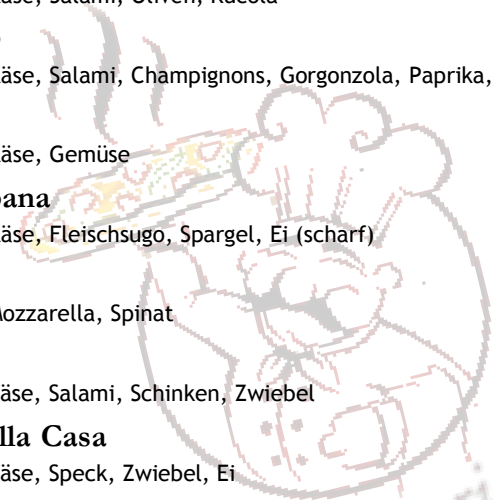 äse, Salami, Oliven, Rucola
äse, Salami, Champignons, Gorgonzola, Paprika,
äse, Gemüse
ana
äse, Fleischsugo, Spargel, Ei (scharf)
Mozzarella, Spinat
äse, Salami, Schinken, Zwiebel
lla Casa
äse, Speck, Zwiebel, Ei